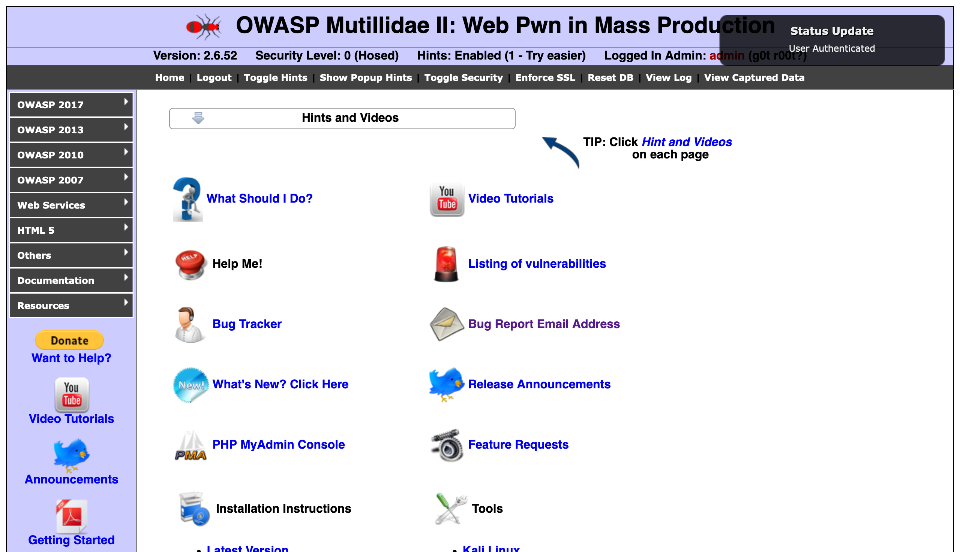 OWASP Mutillidae II: Web Pwn in Mass Production
Status Update
User Authenticated
Version: 2.6.52 Security Level: 0 (Hosed) Hints: Enabled (1 - Try easier) Logged In Admin: admin (g0t r00t?)
Home | Logout | Toggle Hints | Show Popup Hints | Toggle Security | Enforce SSL | Reset DB | View Log | View Captured Data
OWASP 2017
OWASP 2013
OWASP 2010
OWASP 2007
Web Services
HTML 5
Others
Documentation
Resources
Donate
Want to Help?
You
Tube
Video Tutorials
Announcements
Getting Started
Hints and Videos
TIP: Click Hint and Videos
on each page
What Should I Do?
You
Tube
Video Tutorials
HELP
Help Me!
Listing of vulnerabilities
Bug Tracker
Bug Report Email Address
New!
What's New? Click Here
Release Announcements
PMA
PHP MyAdmin Console
Feature Requests
Installation Instructions
Tools
Latest Version
Kali Linux